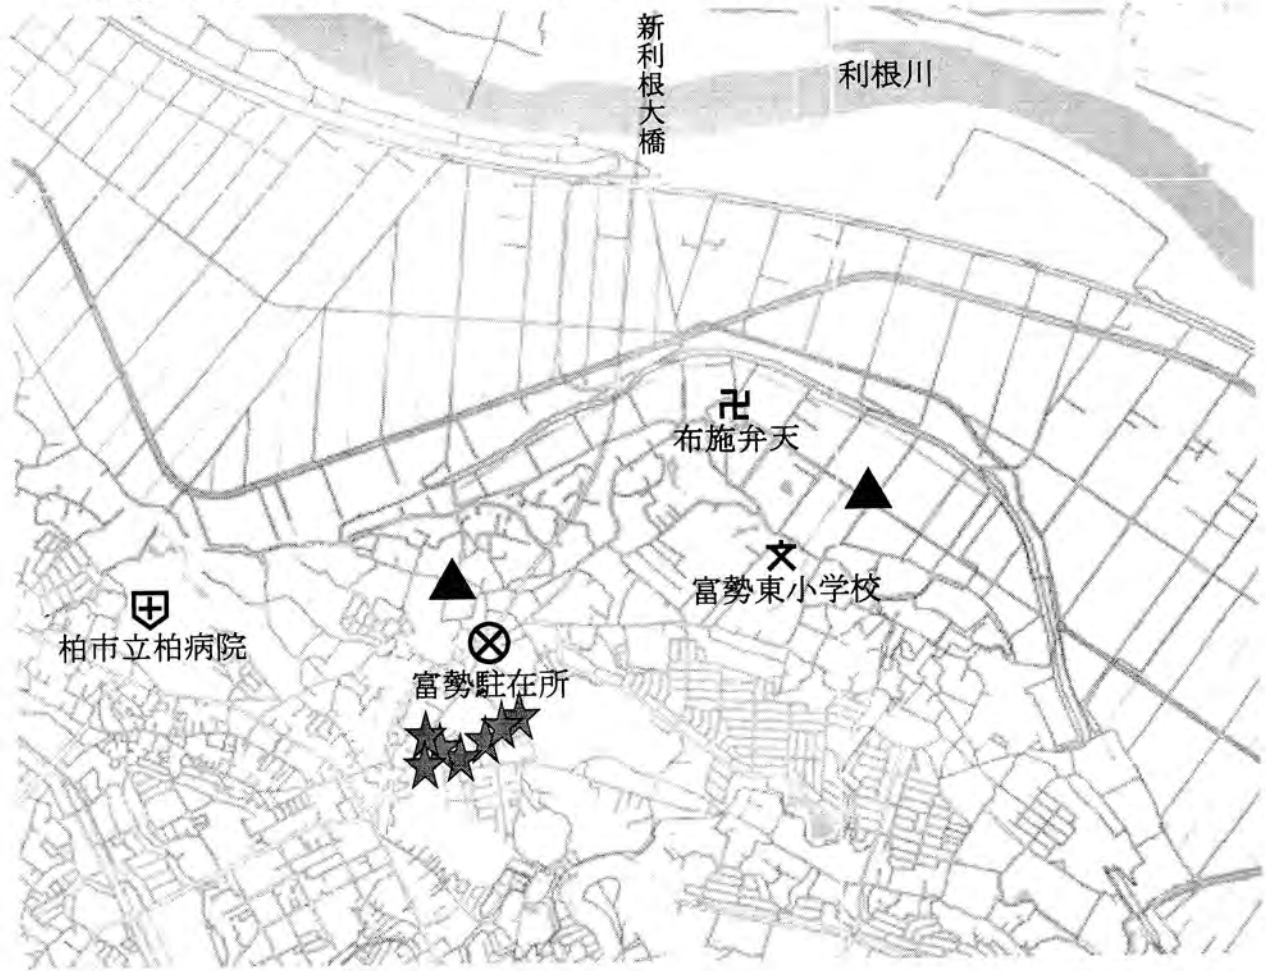 新利根大橋
利根川
布施弁天
富勢東小学校
柏市立柏病院
富勢駐在所